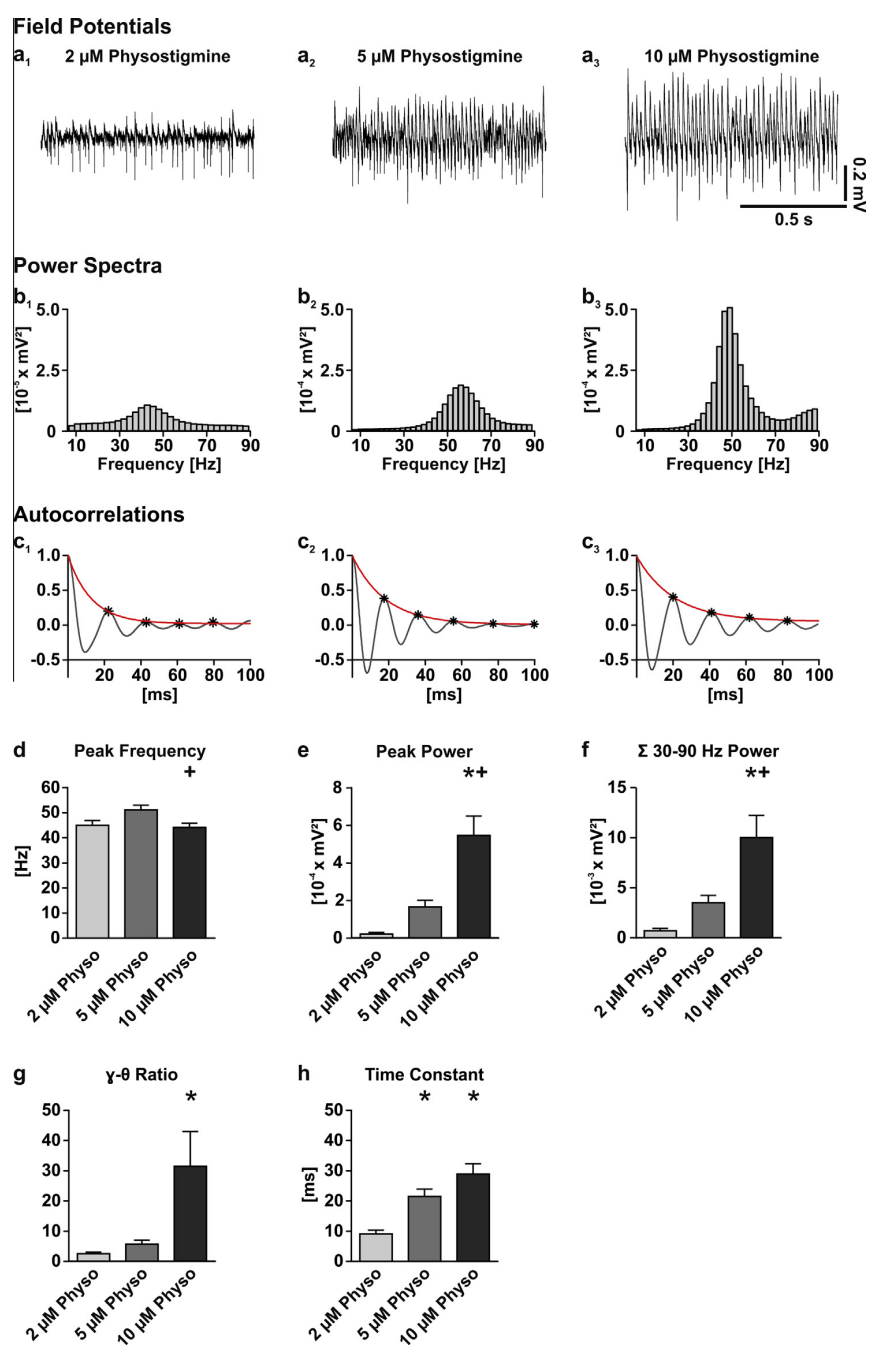 Field Potentials
a1 2 µM Physostigmine
a2 5 µM Physostigmine
a3 10 µM Physostigmine
0.2 mV
0.5 s
Power Spectra
b1
[10⁻⁵ x mV²]
5.0
2.5
0
10 30 50 70 90
Frequency [Hz]
b2
[10⁻⁴ x mV²]
5.0
2.5
0
10 30 50 70 90
Frequency [Hz]
b3
[10⁻⁴ x mV²]
5.0
2.5
0
10 30 50 70 90
Frequency [Hz]
Autocorrelations
c1
1.0
0.5
0.0
-0.5
20 40 60 80 100
[ms]
c2
1.0
0.5
0.0
-0.5
20 40 60 80 100
[ms]
c3
1.0
0.5
0.0
-0.5
20 40 60 80 100
[ms]
d Peak Frequency
+
[Hz]
60
50
40
30
20
10
0
2 µM Physo
5 µM Physo
10 µM Physo
e Peak Power
*+
[10⁻⁴ x mV²]
8
6
4
2
0
2 µM Physo
5 µM Physo
10 µM Physo
f Σ 30-90 Hz Power
*+
[10⁻³ x mV²]
15
10
5
0
2 µM Physo
5 µM Physo
10 µM Physo
g ɣ-θ Ratio
*
50
40
30
20
10
0
2 µM Physo
5 µM Physo
10 µM Physo
h Time Constant
* *
[ms]
50
40
30
20
10
0
2 µM Physo
5 µM Physo
10 µM Physo